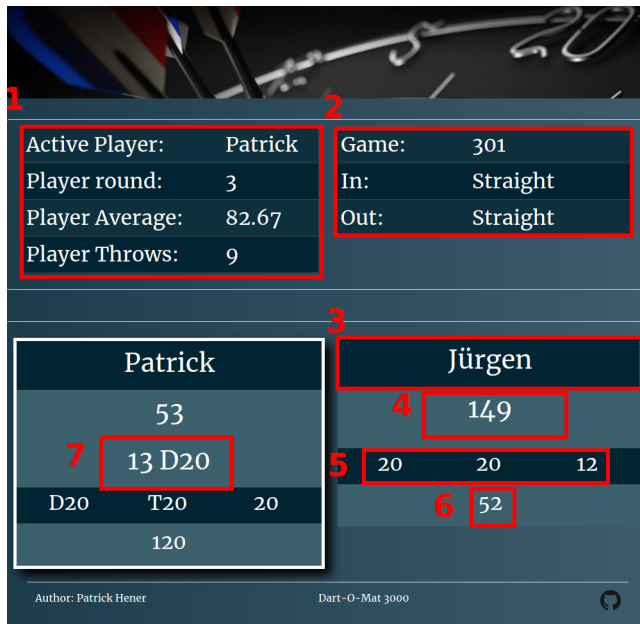 1
2
Active Player: Patrick
Player round: 3
Player Average: 82.67
Player Throws: 9
Game: 301
In: Straight
Out: Straight
3
Patrick
53
7 13 D20
D20 T20 20
120
Jürgen
4 149
5 20 20 12
6 52
Author: Patrick Hener Dart-O-Mat 3000